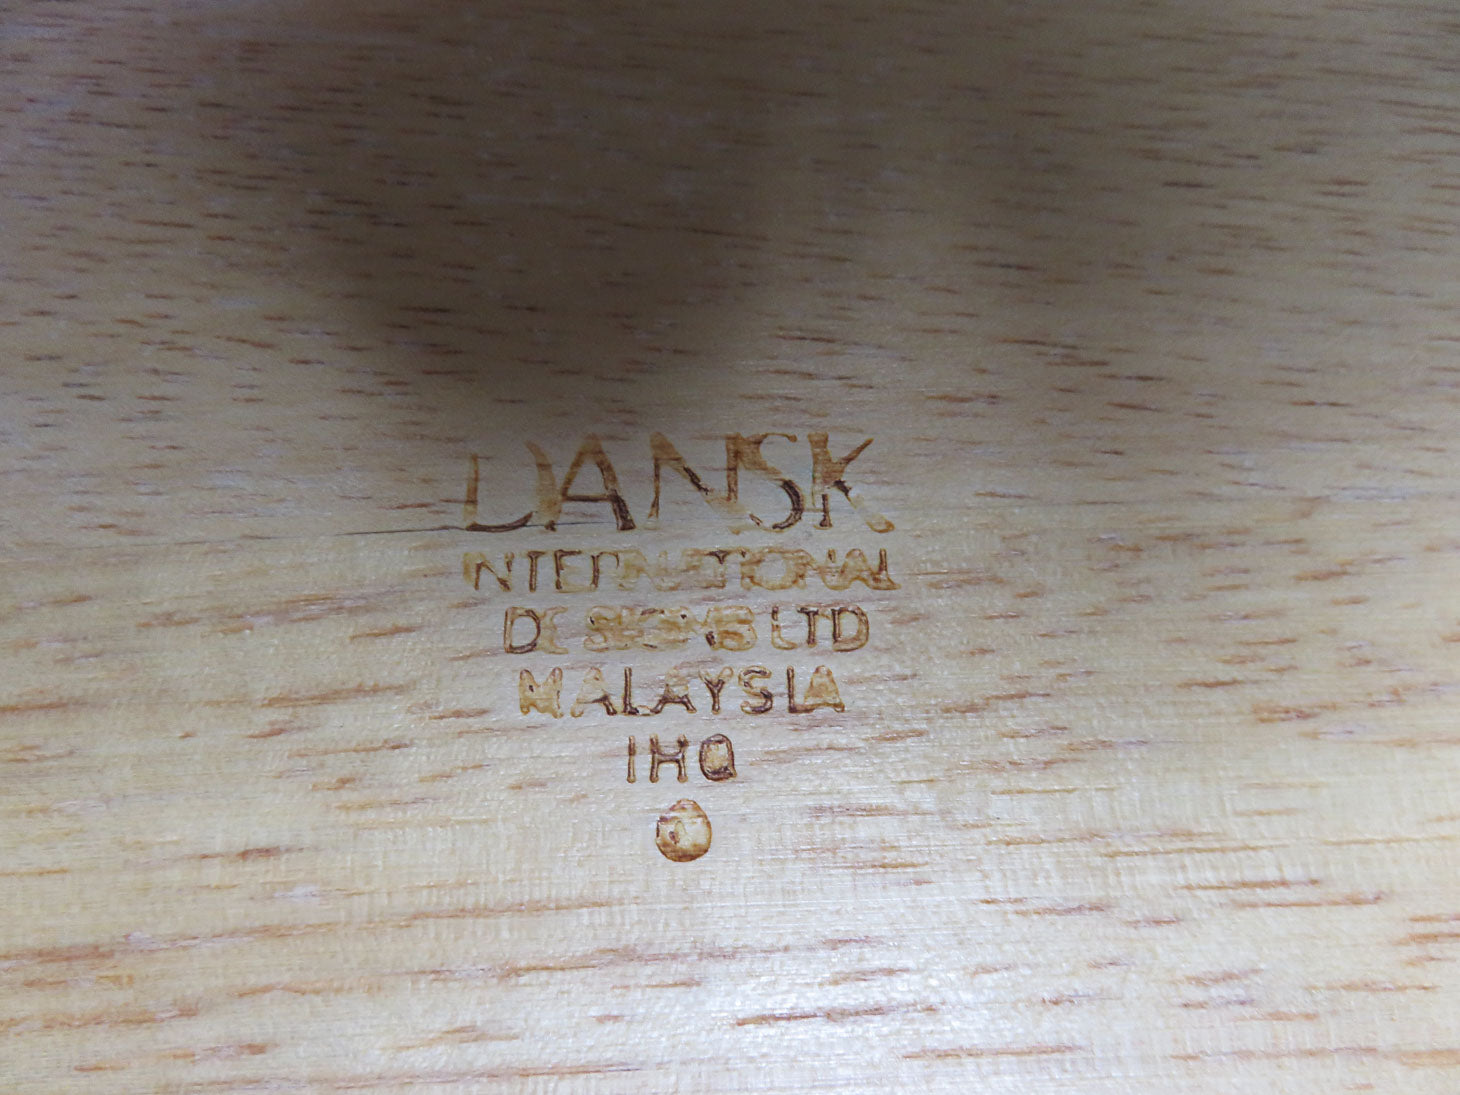 DANSK
INTERNATIONAL
DESIGNS LTD
MALAYSIA
IHQ